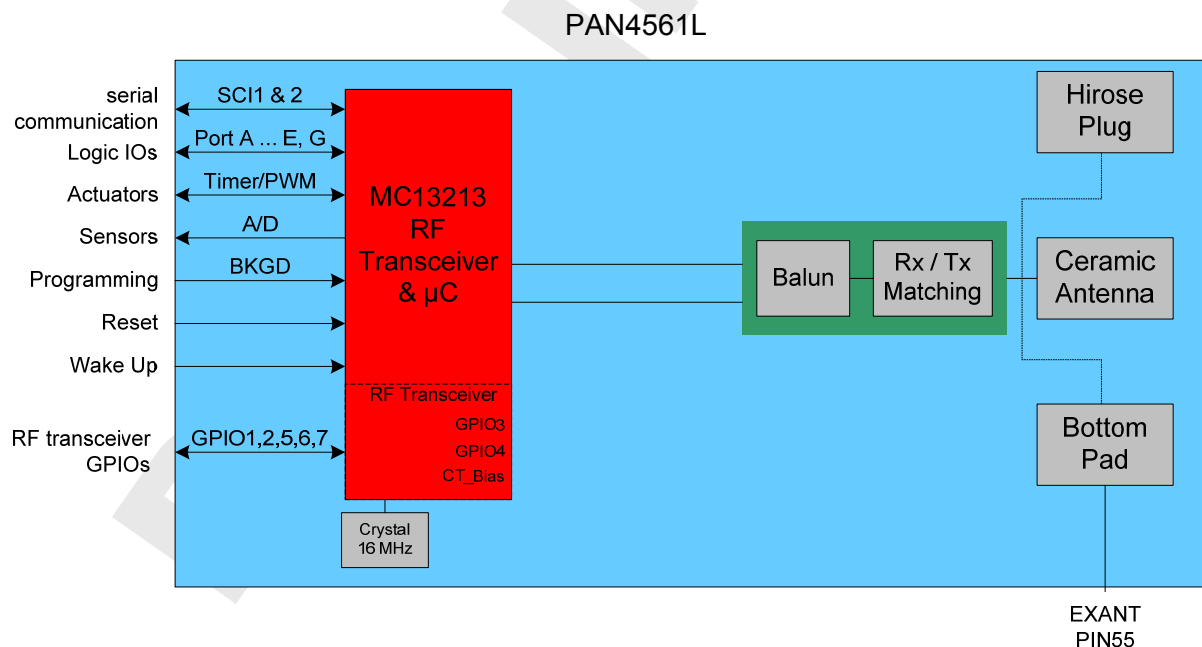 PAN4561L
serial
communication
SCI1 & 2
Logic IOs
Port A ... E, G
Actuators
Timer/PWM
Sensors
A/D
Programming
BKGD
Reset
Wake Up
RF transceiver
GPIOs
GPIO1,2,5,6,7
MC13213
RF
Transceiver
& µC
RF Transceiver
GPIO3
GPIO4
CT_Bias
Crystal
16 MHz
Balun
Rx / Tx
Matching
Hirose
Plug
Ceramic
Antenna
Bottom
Pad
EXANT
PIN55